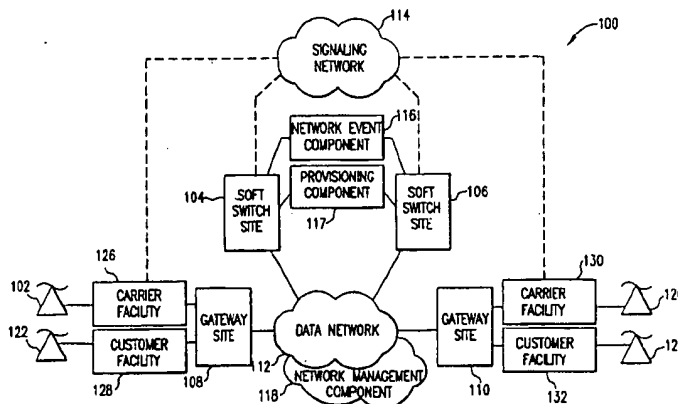 114
100
SIGNALING
NETWORK
116
NETWORK EVENT
COMPONENT
104
SOFT
SWITCH
SITE
PROVISIONING
COMPONENT
117
SOFT
SWITCH
SITE
106
126
130
102
CARRIER
FACILITY
122
CUSTOMER
FACILITY
128
GATEWAY
SITE
108
DATA NETWORK
112
NETWORK MANAGEMENT
COMPONENT
118
GATEWAY
SITE
110
CARRIER
FACILITY
CUSTOMER
FACILITY
132